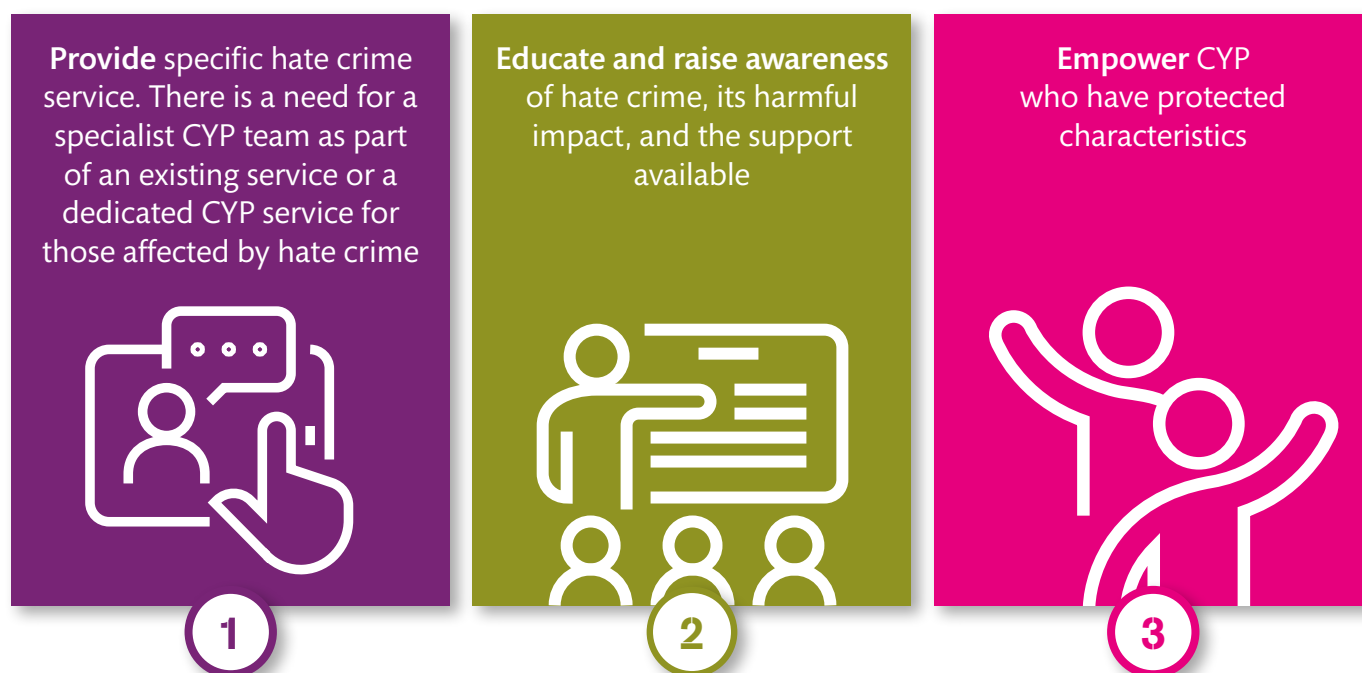 Provide specific hate crime
service. There is a need for a
specialist CYP team as part
of an existing service or a
dedicated CYP service for
those affected by hate crime
1
Educate and raise awareness
of hate crime, its harmful
impact, and the support
available
2
Empower CYP
who have protected
characteristics
3